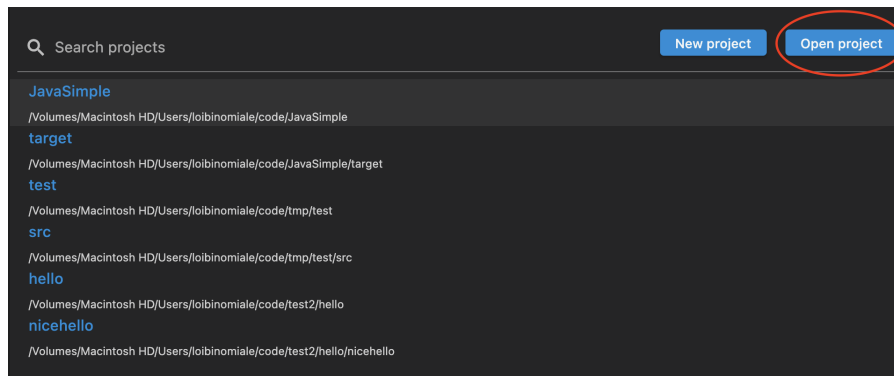 Search projects
New project
Open project
JavaSimple
/Volumes/Macintosh HD/Users/loibinomiale/code/JavaSimple
target
/Volumes/Macintosh HD/Users/loibinomiale/code/JavaSimple/target
test
/Volumes/Macintosh HD/Users/loibinomiale/code/tmp/test
src
/Volumes/Macintosh HD/Users/loibinomiale/code/tmp/test/src
hello
/Volumes/Macintosh HD/Users/loibinomiale/code/test2/hello
nicehello
/Volumes/Macintosh HD/Users/loibinomiale/code/test2/hello/nicehello